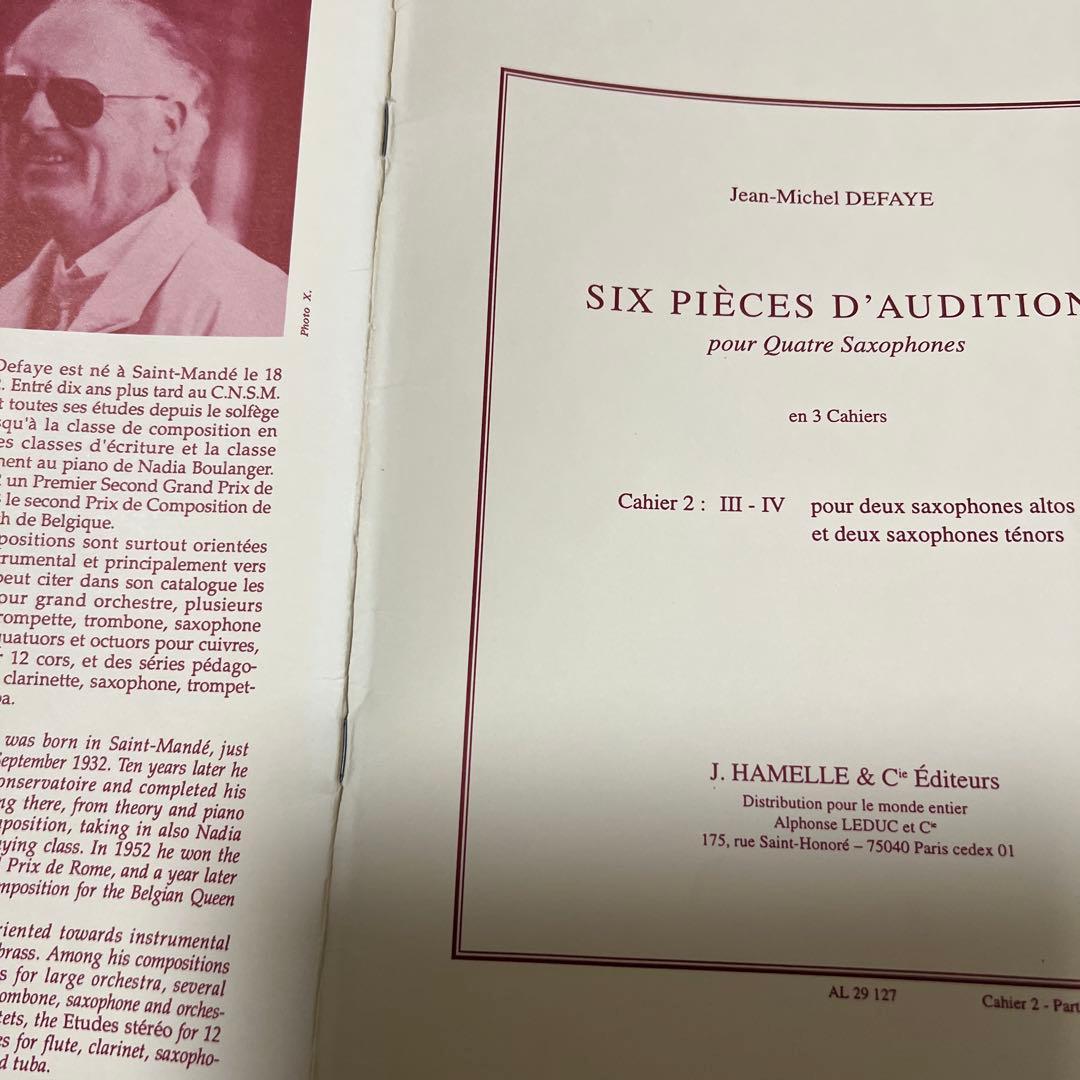 Photo X.
Defaye est né à Saint-Mandé le 18
Entré dix ans plus tard au C.N.S.M.
toutes ses études depuis le solfège
qu'à la classe de composition en
es classes d'écriture et la classe
ment au piano de Nadia Boulanger.
un Premier Second Grand Prix de
le second Prix de Composition de
h de Belgique.
positions sont surtout orientées
rumental et principalement vers
peut citer dans son catalogue les
our grand orchestre, plusieurs
rompette, trombone, saxophone
uatuors et octuors pour cuivres,
12 cors, et des séries pédago-
clarinette, saxophone, trompet-
ba.
was born in Saint-Mandé, just
eptember 1932. Ten years later he
onservatoire and completed his
ng there, from theory and piano
mposition, taking in also Nadia
ying class. In 1952 he won the
Prix de Rome, and a year later
mposition for the Belgian Queen
riented towards instrumental
brass. Among his compositions
s for large orchestra, several
ombone, saxophone and orches-
tets, the Etudes stéréo for 12
es for flute, clarinet, saxopho-
d tuba.
Jean-Michel DEFAYE
SIX PIÈCES D'AUDITION
pour Quatre Saxophones
en 3 Cahiers
Cahier 2 : III - IV pour deux saxophones altos
et deux saxophones ténors
J. HAMELLE & Cie Éditeurs
Distribution pour le monde entier
Alphonse LEDUC et Cie
175, rue Saint-Honoré – 75040 Paris cedex 01
AL 29 127
Cahier 2 - Part